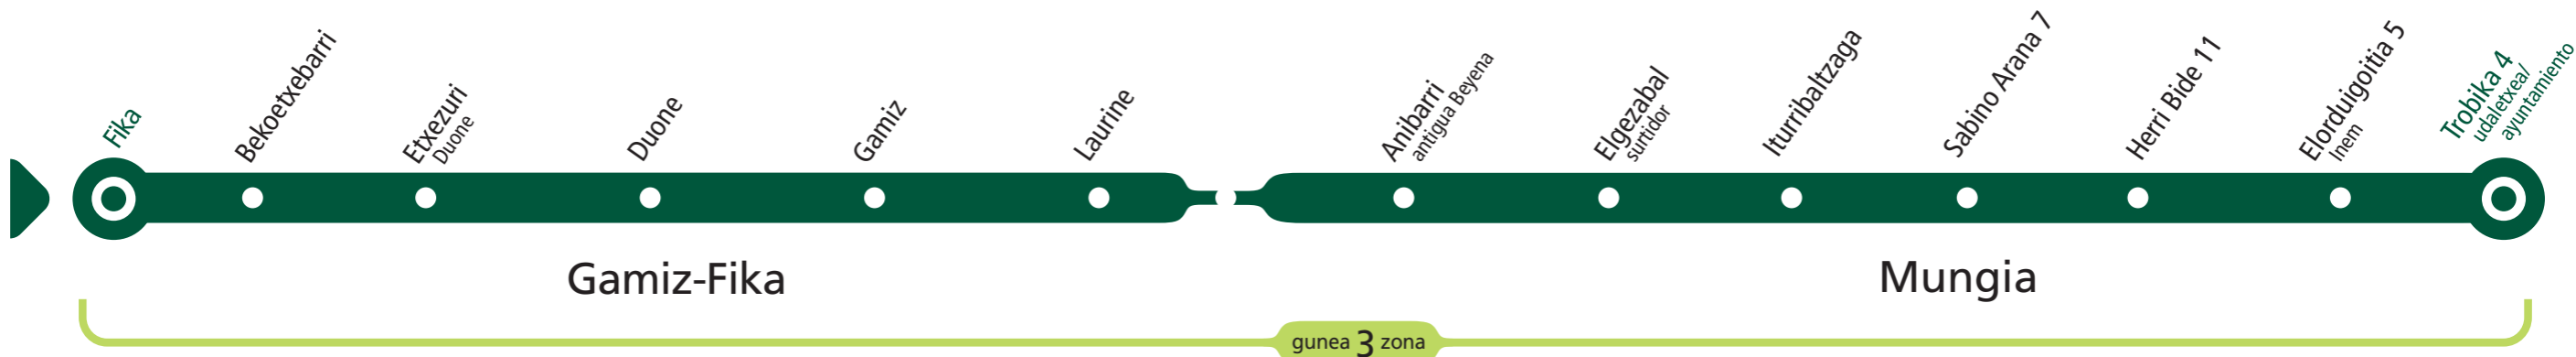 Fika
Bekoetxebarri
Etxezuri
Duone
Duone
Gamiz
Laurine
Anibarri
antigua Beyena
Elgezabal
surtidor
Iturribaltzaga
Sabino Arana 7
Herri Bide 11
Elorduigoitia 5
Inem
Trobika 4
udaletxea/
ayuntamiento
Gamiz-Fika
Mungia
gunea 3 zona